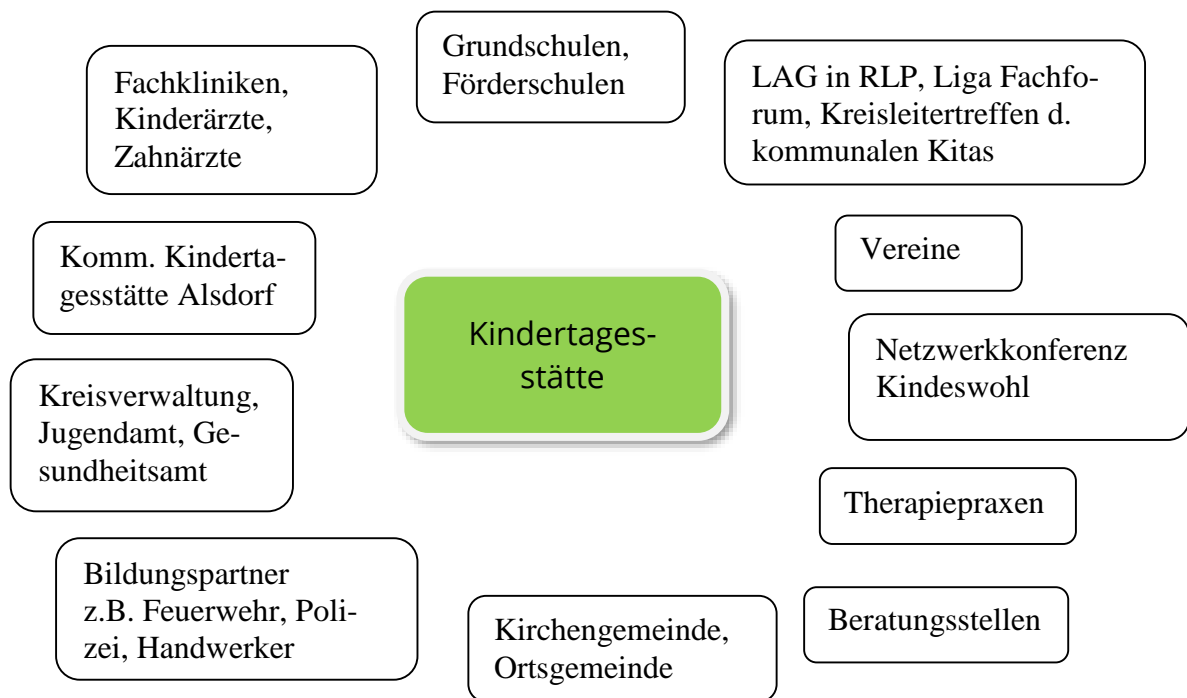 Grundschulen,
Förderschulen
Fachkliniken,
Kinderärzte,
Zahnärzte
LAG in RLP, Liga Fachfo-
rum, Kreisleitertreffen d.
kommunalen Kitas
Komm. Kinderta-
gesstätte Alsdorf
Vereine
Kindertages-
stätte
Netzwerkkonferenz
Kindeswohl
Kreisverwaltung,
Jugendamt, Ge-
sundheitsamt
Therapiepraxen
Bildungspartner
z.B. Feuerwehr, Poli-
zei, Handwerker
Kirchengemeinde,
Ortsgemeinde
Beratungsstellen